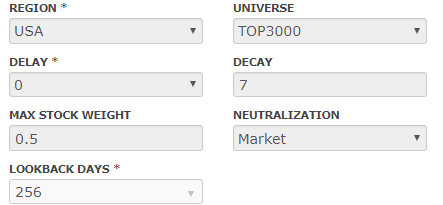 REGION * UNIVERSE
USA TOP3000
DELAY * DECAY
0 7
MAX STOCK WEIGHT NEUTRALIZATION
0.5 Market
LOOKBACK DAYS *
256